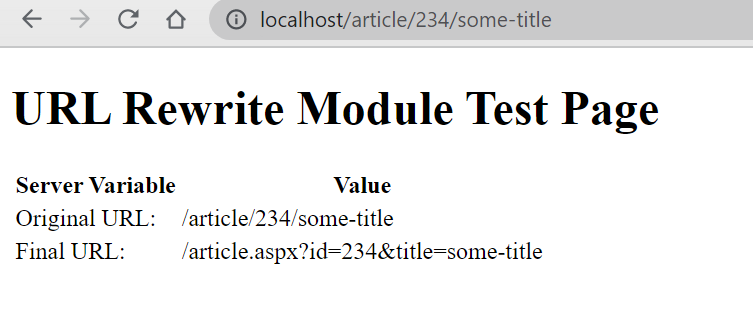 localhost/article/234/some-title
URL Rewrite Module Test Page
Server Variable Value
Original URL: /article/234/some-title
Final URL: /article.aspx?id=234&title=some-title